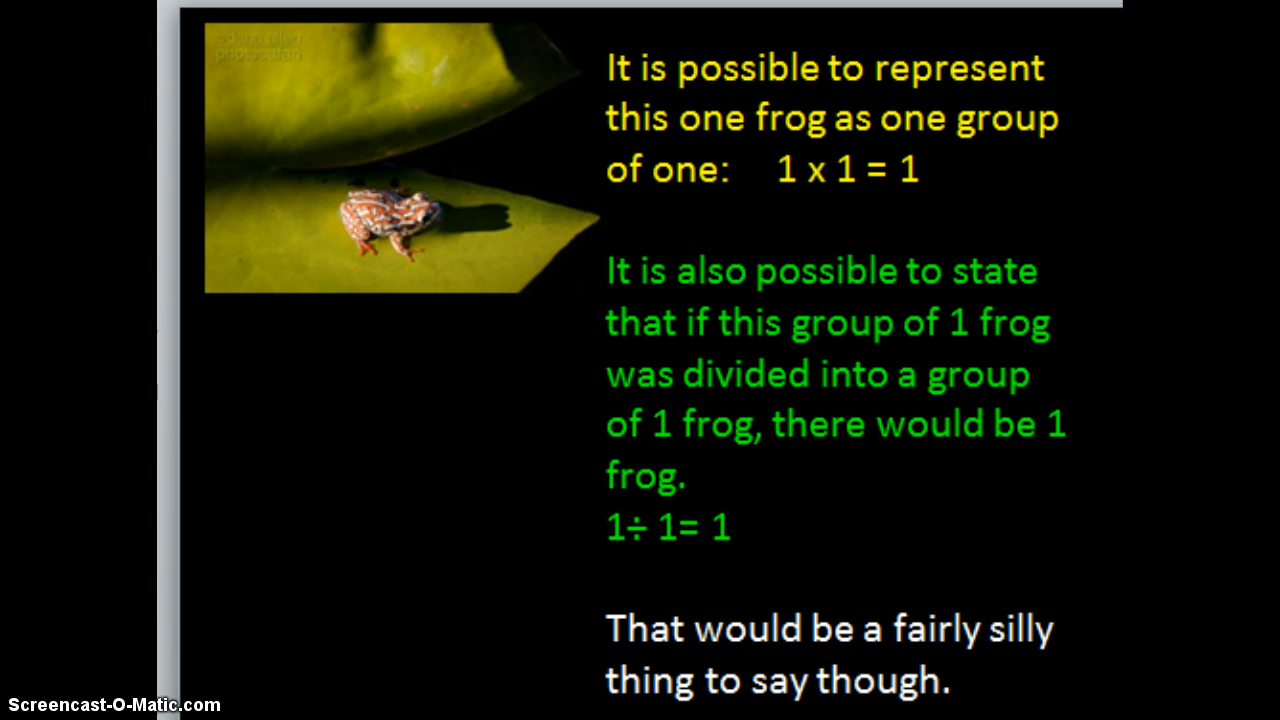 It is possible to represent
this one frog as one group
of one: 1 x 1 = 1
It is also possible to state
that if this group of 1 frog
was divided into a group
of 1 frog, there would be 1
frog.
1÷ 1= 1
That would be a fairly silly
thing to say though.
Screencast-O-Matic.com